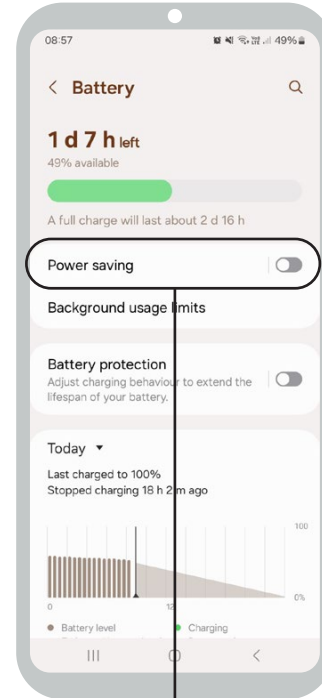 08:57 49%
Battery
1 d 7 h left
49% available
A full charge will last about 2 d 16 h
Power saving
Background usage limits
Battery protection
Adjust charging behaviour to extend the
lifespan of your battery.
Today
Last charged to 100%
Stopped charging 18 h 2 m ago
100
0%
0 12
Battery level Charging